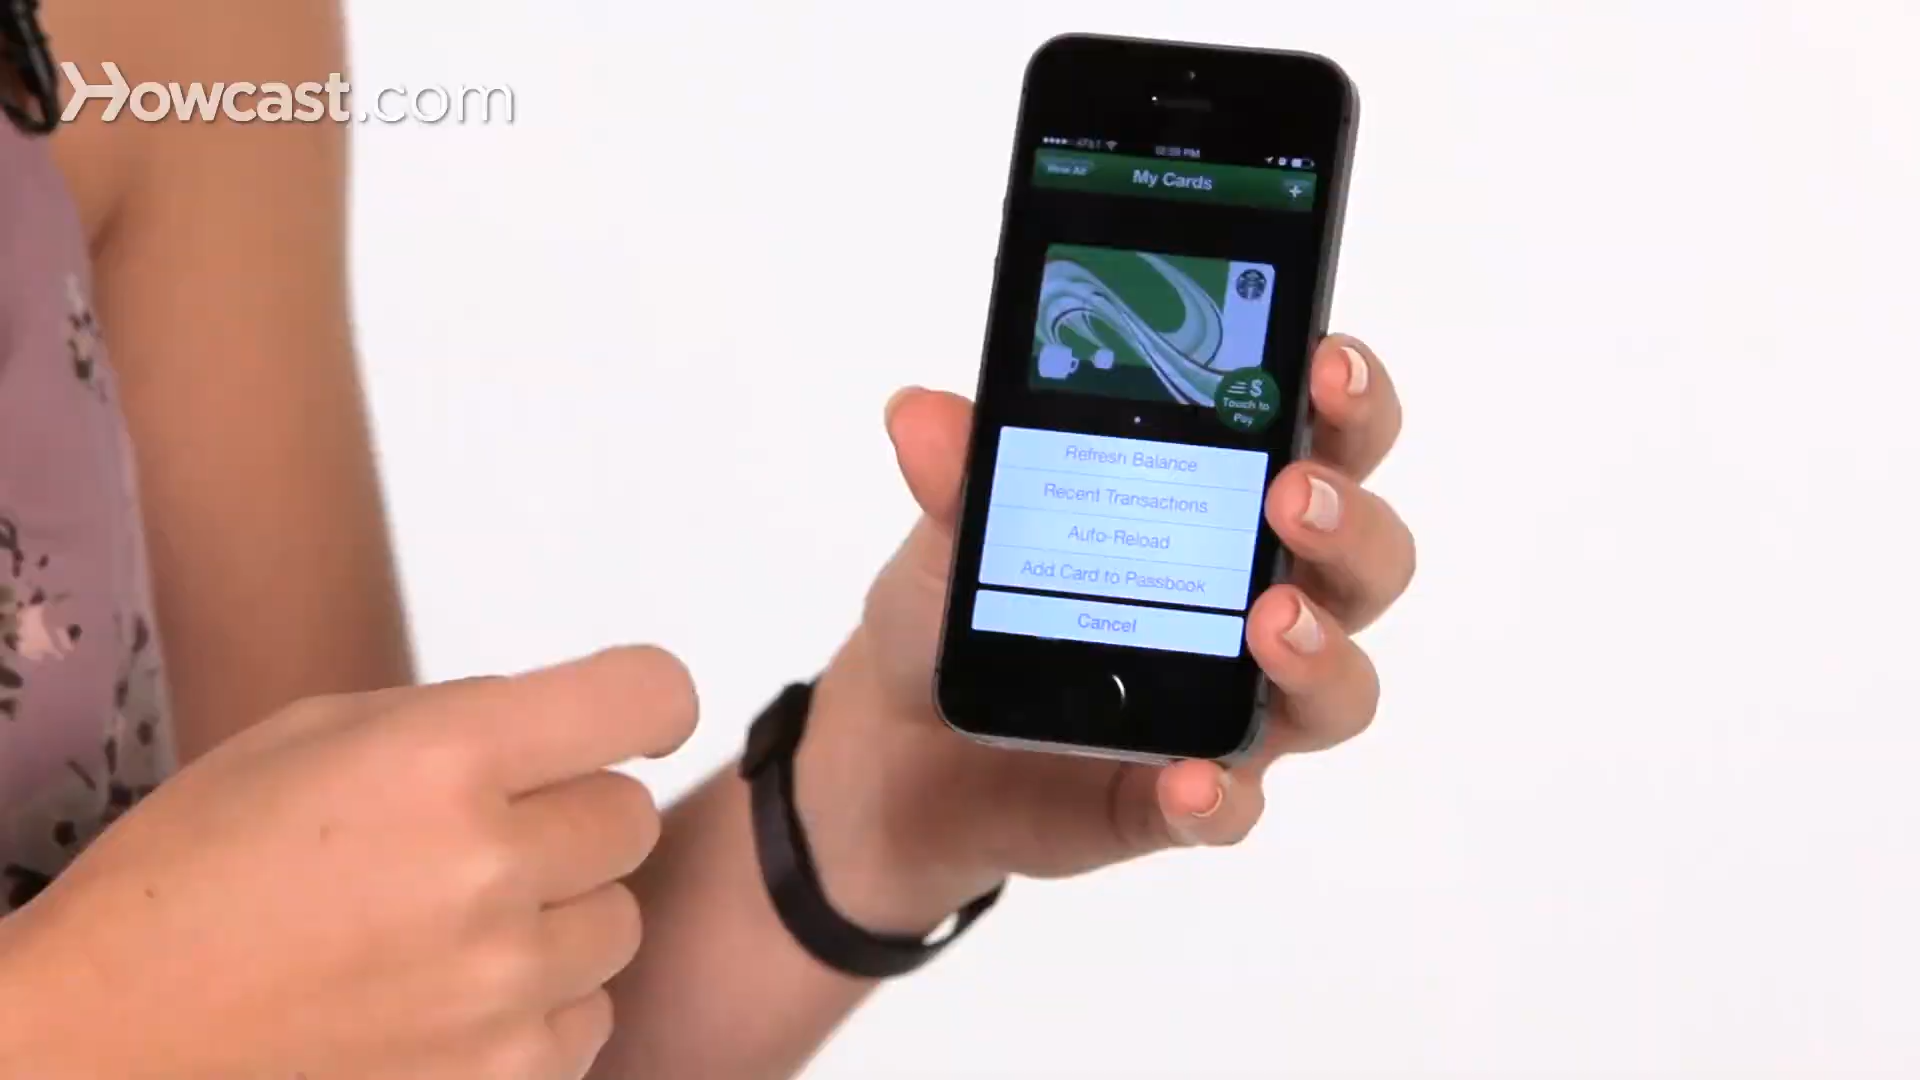 Howcast.com
My Cards
+
$
Touch to
Pay
Refresh Balance
Recent Transactions
Auto-Reload
Add Card to Passbook
Cancel